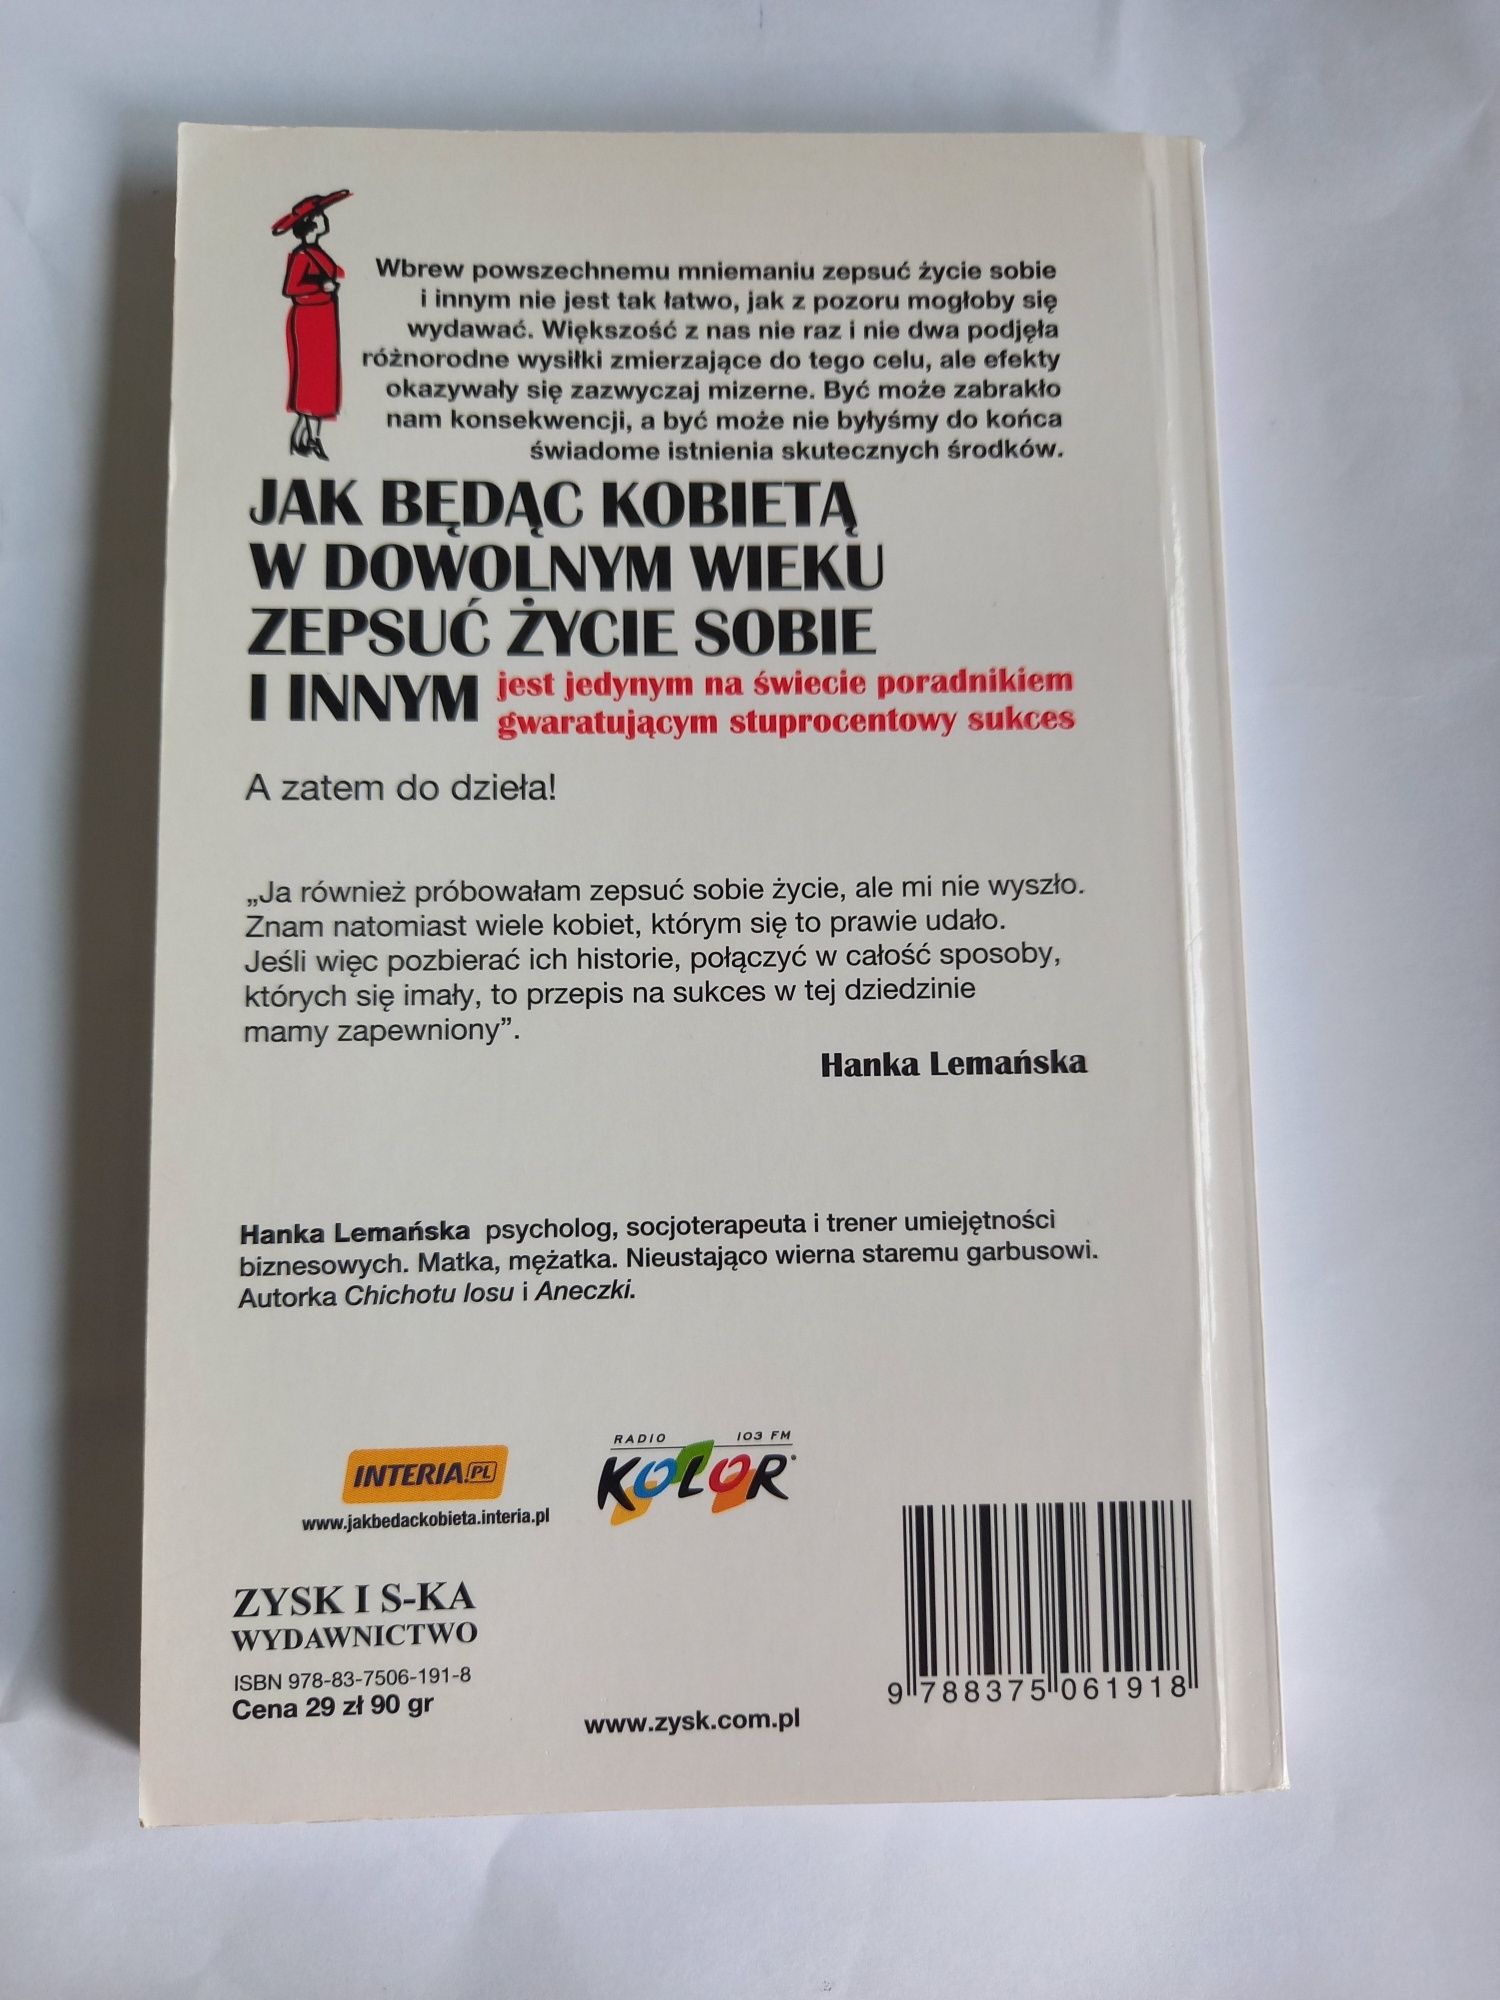 Wbrew powszechnemu mniemaniu zepsuć życie sobie
i innym nie jest tak łatwo, jak z pozoru mogłoby się
wydawać. Większość z nas nie raz i nie dwa podjęła
różnorodne wysiłki zmierzające do tego celu, ale efekty
okazywały się zazwyczaj mizerne. Być może zabrakło
nam konsekwencji, a być może nie byłyśmy do końca
świadome istnienia skutecznych środków.
JAK BĘDĄC KOBIETĄ
W DOWOLNYM WIEKU
ZEPSUĆ ŻYCIE SOBIE
I INNYM jest jedynym na świecie poradnikiem
gwaratującym stuprocentowy sukces
A zatem do dzieła!
„Ja również próbowałam zepsuć sobie życie, ale mi nie wyszło.
Znam natomiast wiele kobiet, którym się to prawie udało.
Jeśli więc pozbierać ich historie, połączyć w całość sposoby,
których się imały, to przepis na sukces w tej dziedzinie
mamy zapewniony”.
Hanka Lemańska
Hanka Lemańska psycholog, socjoterapeuta i trener umiejętności
biznesowych. Matka, mężatka. Nieustająco wierna staremu garbusowi.
Autorka Chichotu losu i Aneczki.
INTERIA.PL
www.jakbedackobieta.interia.pl
RADIO 103 FM
KOLOR
ZYSK I S-KA
WYDAWNICTWO
ISBN 978-83-7506-191-8
Cena 29 zł 90 gr
www.zysk.com.pl
9 788375 061918